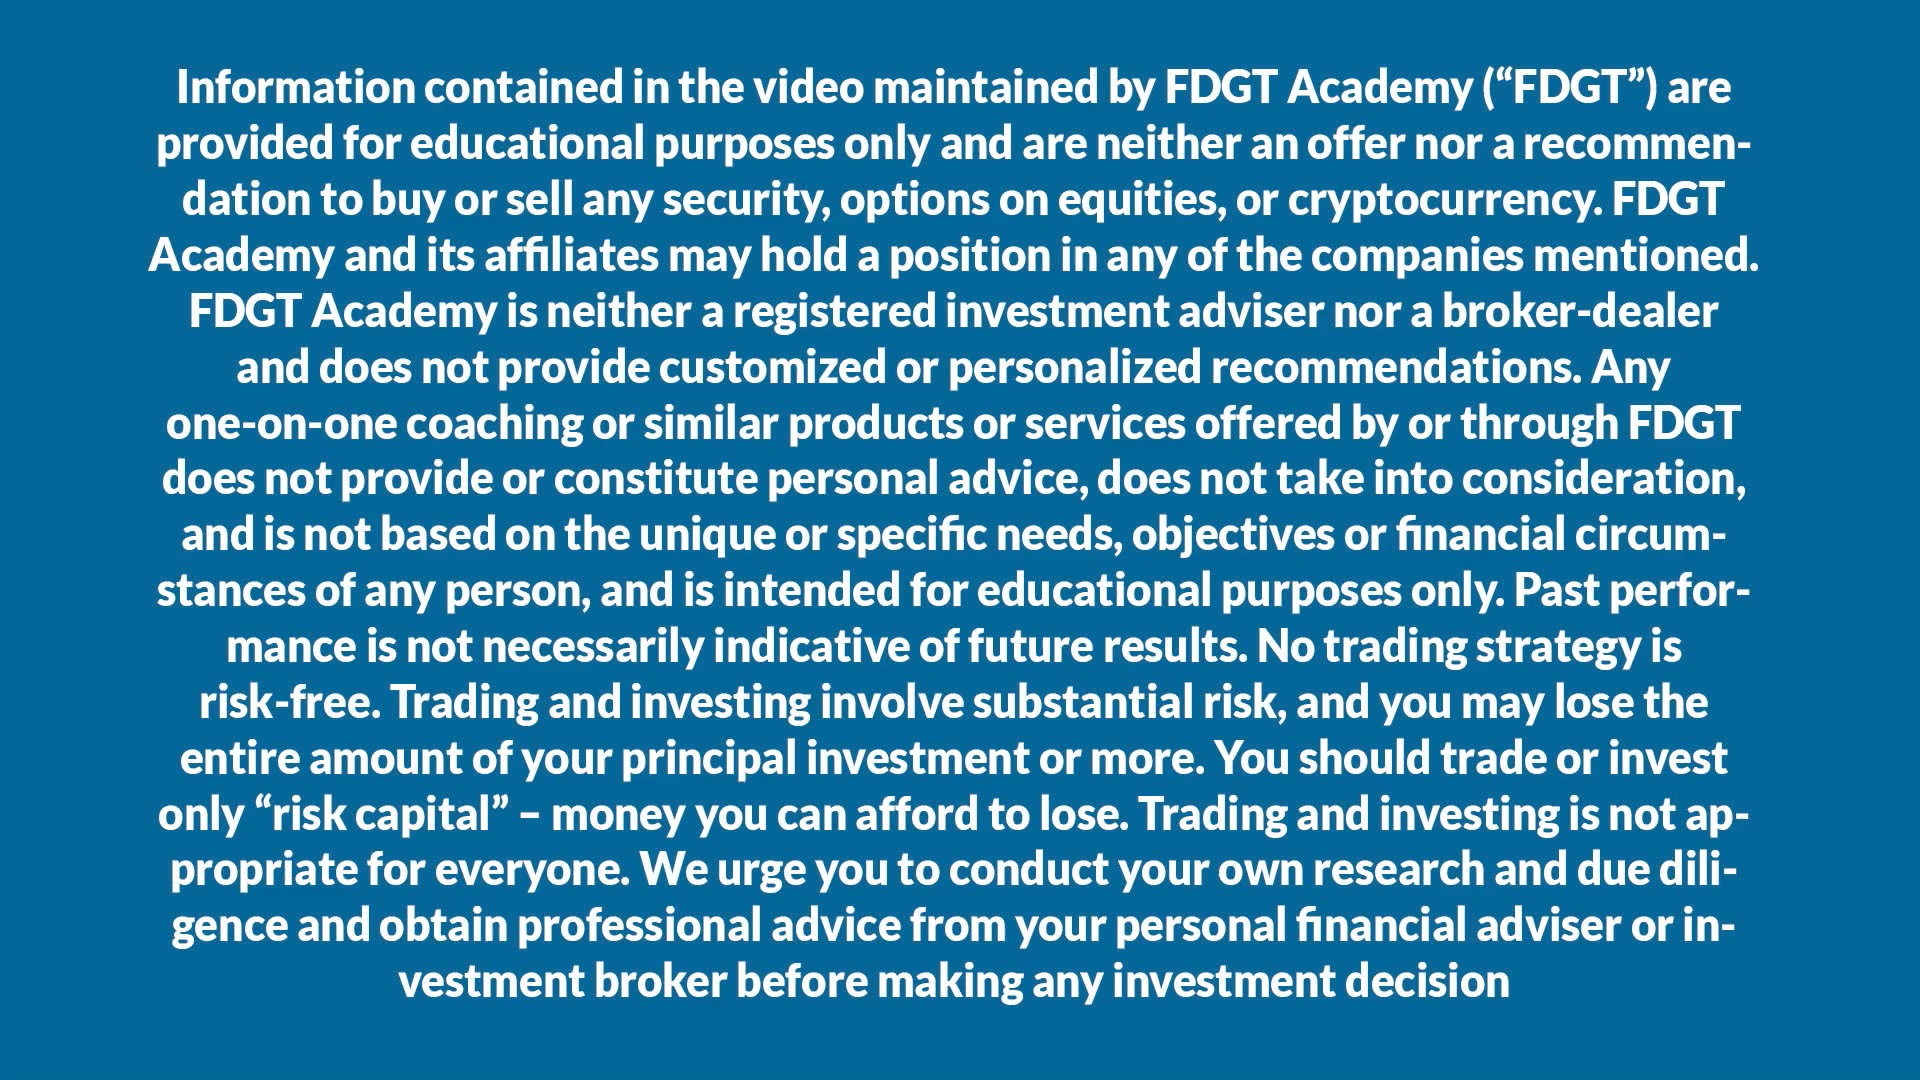 Information contained in the video maintained by FDGT Academy (“FDGT”) are
provided for educational purposes only and are neither an offer nor a recommen-
dation to buy or sell any security, options on equities, or cryptocurrency. FDGT
Academy and its affiliates may hold a position in any of the companies mentioned.
FDGT Academy is neither a registered investment adviser nor a broker-dealer
and does not provide customized or personalized recommendations. Any
one-on-one coaching or similar products or services offered by or through FDGT
does not provide or constitute personal advice, does not take into consideration,
and is not based on the unique or specific needs, objectives or financial circum-
stances of any person, and is intended for educational purposes only. Past perfor-
mance is not necessarily indicative of future results. No trading strategy is
risk-free. Trading and investing involve substantial risk, and you may lose the
entire amount of your principal investment or more. You should trade or invest
only “risk capital” – money you can afford to lose. Trading and investing is not ap-
propriate for everyone. We urge you to conduct your own research and due dili-
gence and obtain professional advice from your personal financial adviser or in-
vestment broker before making any investment decision